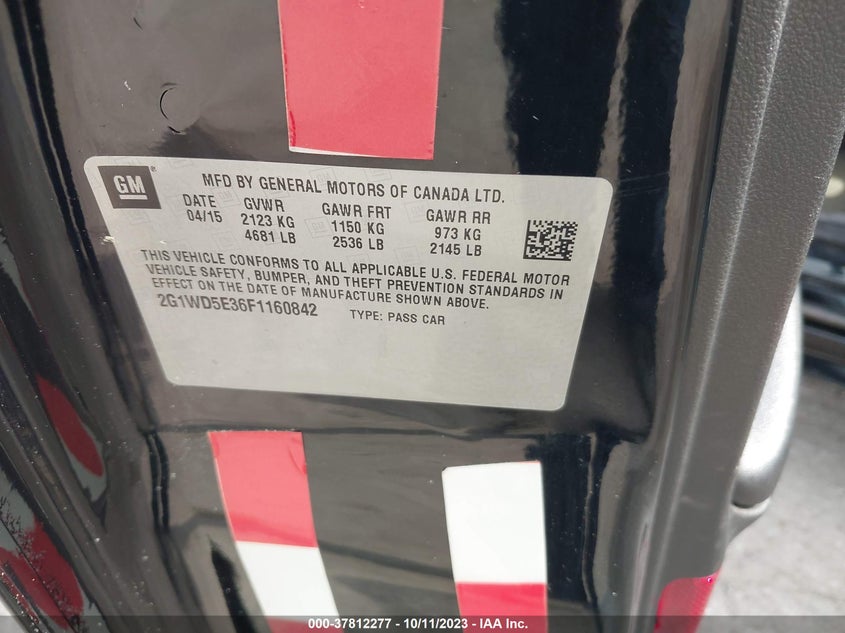 GM
MFD BY GENERAL MOTORS OF CANADA LTD.
DATE GVWR GAWR FRT GAWR RR
04/15 2123 KG 1150 KG 973 KG
4681 LB 2536 LB 2145 LB
THIS VEHICLE CONFORMS TO ALL APPLICABLE U.S. FEDERAL MOTOR
VEHICLE SAFETY, BUMPER, AND THEFT PREVENTION STANDARDS IN
EFFECT ON THE DATE OF MANUFACTURE SHOWN ABOVE.
2G1WD5E36F1160842 TYPE: PASS CAR
000-37812277 - 10/11/2023 - IAA Inc.